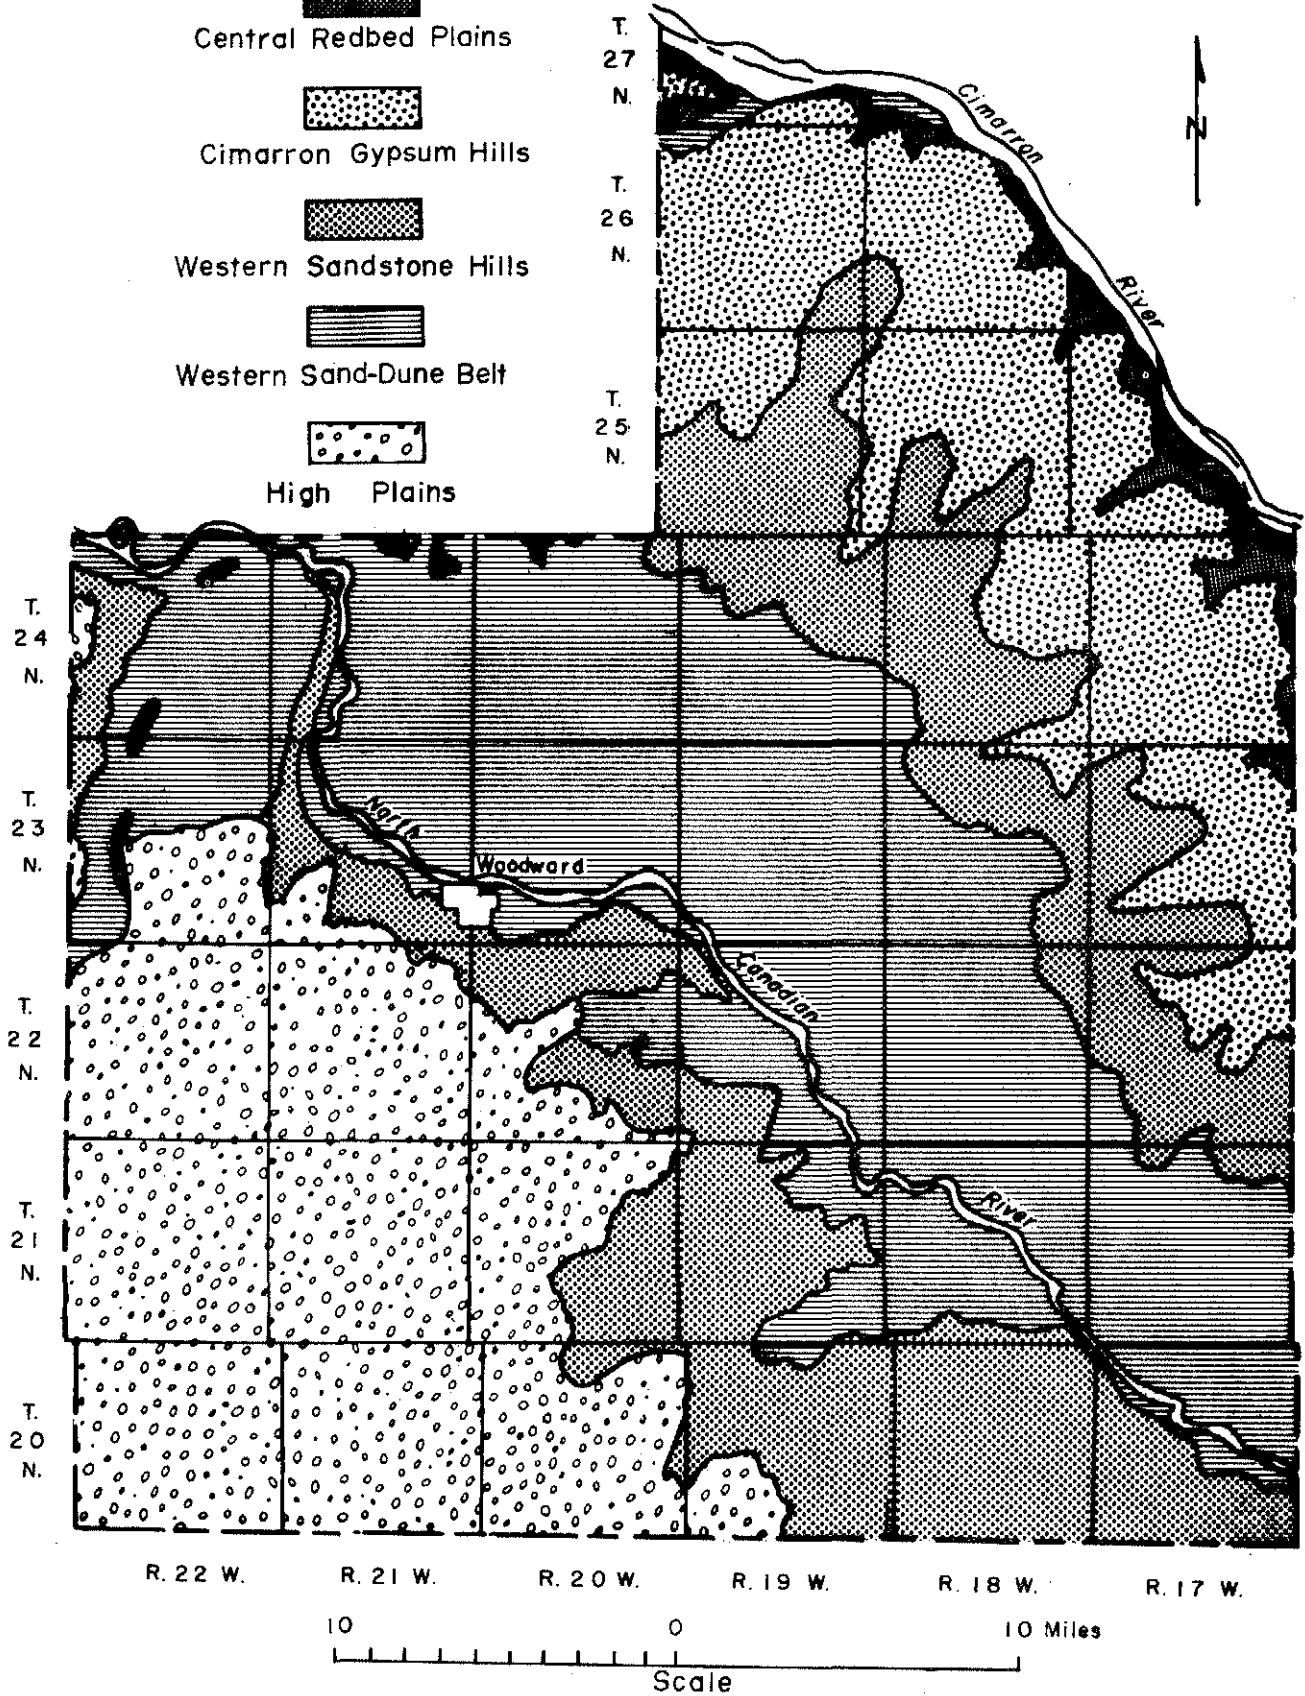 Central Redbed Plains
Cimarron Gypsum Hills
Western Sandstone Hills
Western Sand-Dune Belt
High Plains
T.
27
N.
T.
26
N.
T.
25
N.
T.
24
N.
T.
23
N.
T.
22
N.
T.
21
N.
T.
20
N.
N
Cimarron
River
North
Woodward
Canadian
River
R. 22 W.
R. 21 W.
R. 20 W.
R. 19 W.
R. 18 W.
R. 17 W.
10 0 10 Miles
Scale